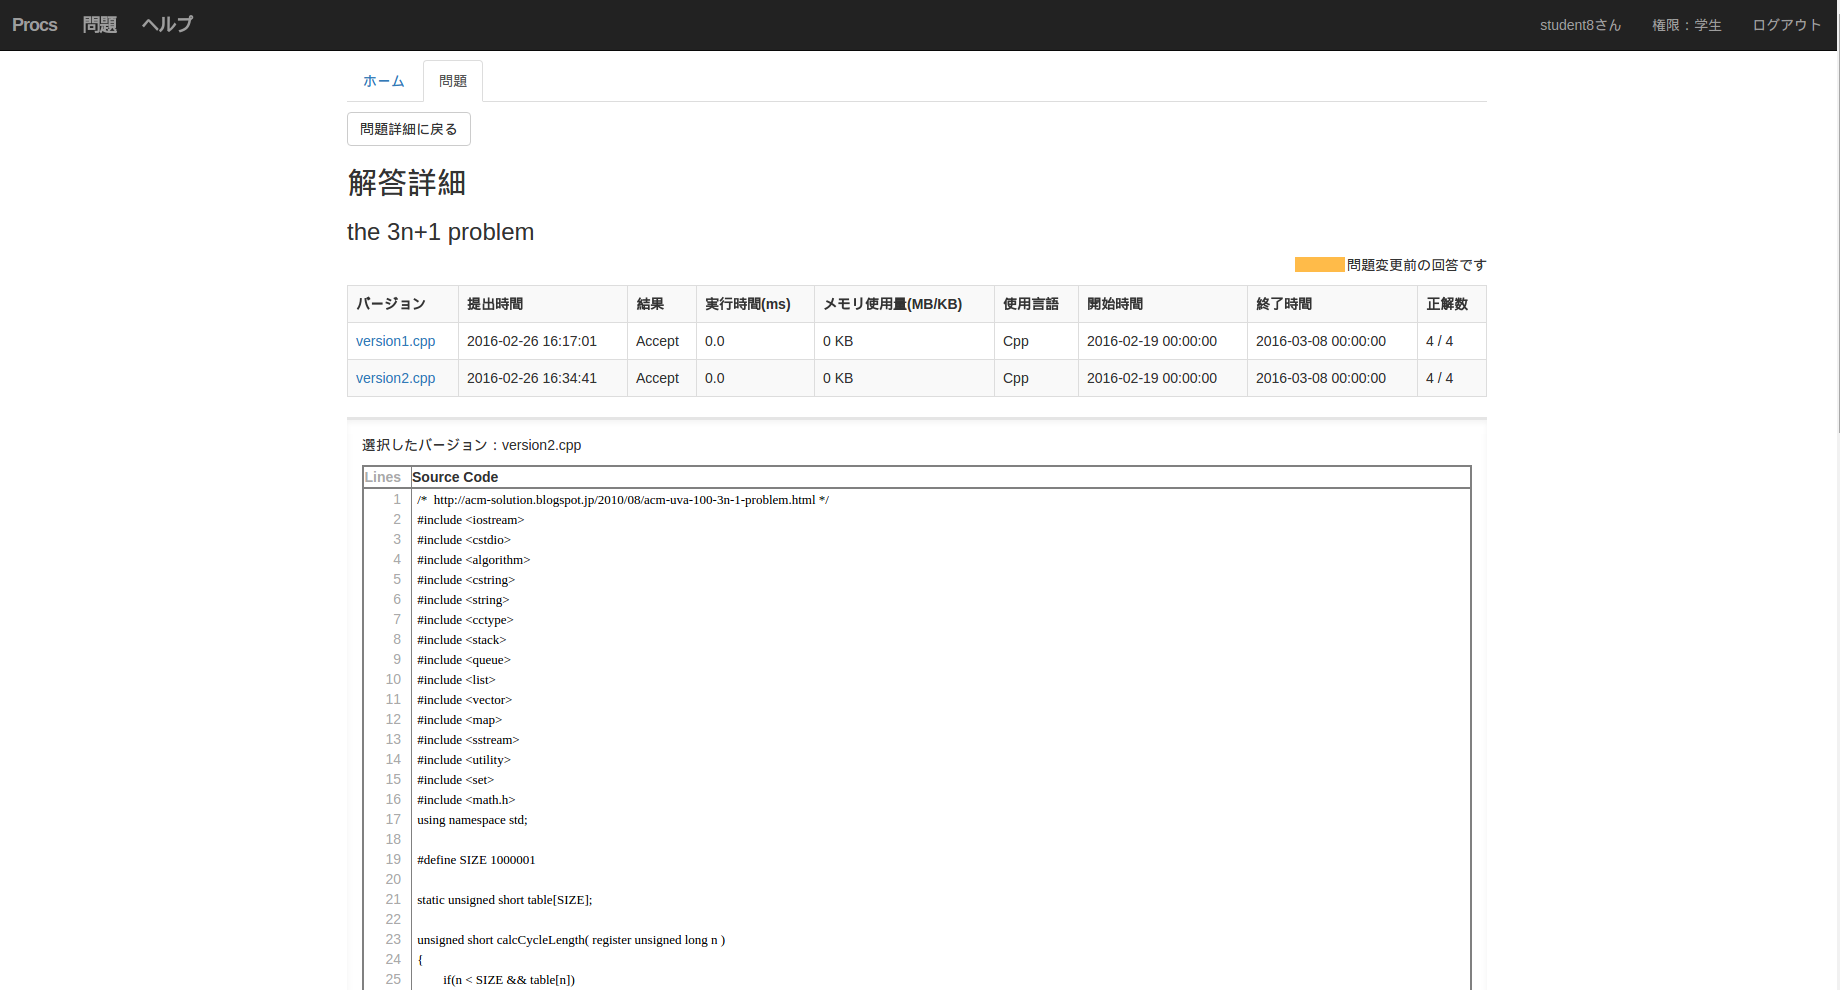 Procs 問題 ヘルプ student8さん 権限：学生 ログアウト
ホーム 問題
問題詳細に戻る
解答詳細
the 3n+1 problem
問題変更前の回答です
バージョン 提出時間 結果 実行時間(ms) メモリ使用量(MB/KB) 使用言語 開始時間 終了時間 正解数
version1.cpp 2016-02-26 16:17:01 Accept 0.0 0 KB Cpp 2016-02-19 00:00:00 2016-03-08 00:00:00 4 / 4
version2.cpp 2016-02-26 16:34:41 Accept 0.0 0 KB Cpp 2016-02-19 00:00:00 2016-03-08 00:00:00 4 / 4
選択したバージョン：version2.cpp
Lines Source Code
1 /*  http://acm-solution.blogspot.jp/2010/08/acm-uva-100-3n-1-problem.html */
2 #include <iostream>
3 #include <cstdio>
4 #include <algorithm>
5 #include <cstring>
6 #include <string>
7 #include <cctype>
8 #include <stack>
9 #include <queue>
10 #include <list>
11 #include <vector>
12 #include <map>
13 #include <sstream>
14 #include <utility>
15 #include <set>
16 #include <math.h>
17 using namespace std;
18
19 #define SIZE 1000001
20
21 static unsigned short table[SIZE];
22
23 unsigned short calcCycleLength( register unsigned long n )
24 {
25 if(n < SIZE && table[n])